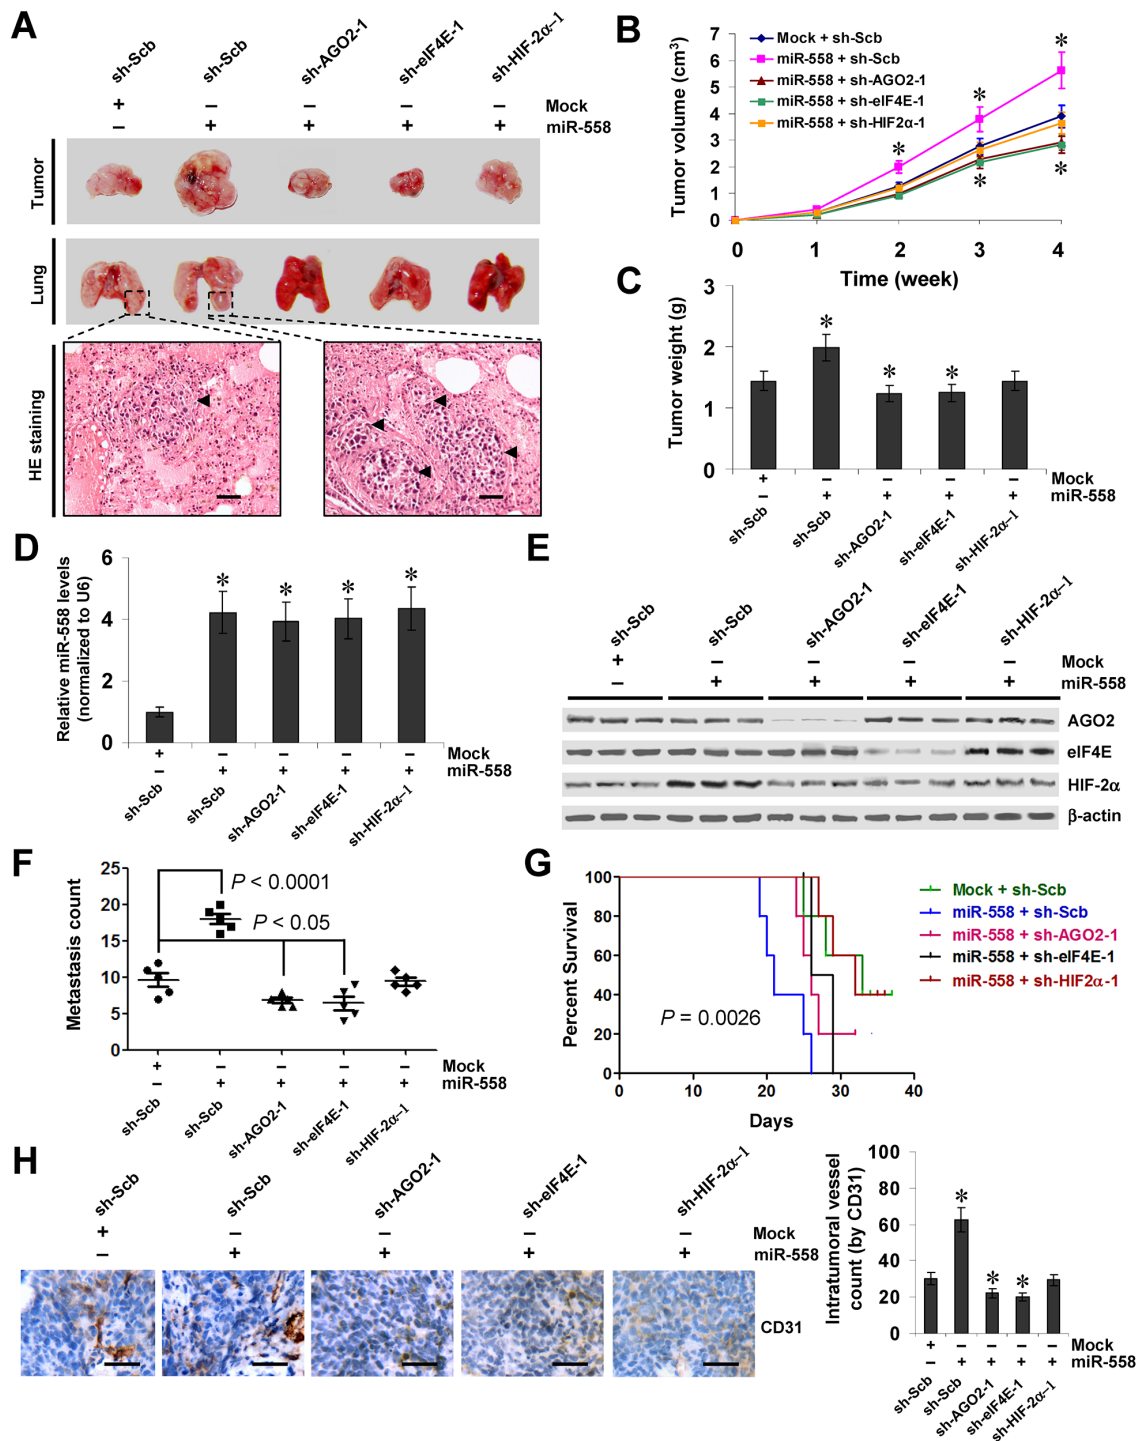 A
sh-Scb
sh-Scb
sh-AGO2-1
sh-eIF4E-1
sh-HIF-2α-1
+ − − − − Mock
− + + + + miR-558
Tumor
Lung
HE staining
B
Tumor volume (cm3)
7
6
5
4
3
2
1
0
Mock + sh-Scb
miR-558 + sh-Scb
miR-558 + sh-AGO2-1
miR-558 + sh-eIF4E-1
miR-558 + sh-HIF2α-1
* * *
* *
0 1 2 3 4
Time (week)
C
Tumor weight (g)
3
2
1
0
* * * 
+ − − − − Mock
− + + + + miR-558
sh-Scb
sh-Scb
sh-AGO2-1
sh-eIF4E-1
sh-HIF-2α-1
D
Relative miR-558 levels
(normalized to U6)
6
4
2
0
* * * *
+ − − − − Mock
− + + + + miR-558
sh-Scb
sh-Scb
sh-AGO2-1
sh-eIF4E-1
sh-HIF-2α-1
E
sh-Scb
sh-Scb
sh-AGO2-1
sh-eIF4E-1
sh-HIF-2α-1
+ − − − − Mock
− + + + + miR-558
AGO2
eIF4E
HIF-2α
β-actin
F
Metastasis count
25
20
15
10
5
0
P < 0.0001
P < 0.05
+ − − − − Mock
− + + + + miR-558
sh-Scb
sh-Scb
sh-AGO2-1
sh-eIF4E-1
sh-HIF-2α-1
G
Percent Survival
100
80
60
40
20
0
P = 0.0026
Mock + sh-Scb
miR-558 + sh-Scb
miR-558 + sh-AGO2-1
miR-558 + sh-eIF4E-1
miR-558 + sh-HIF2α-1
0 10 20 30 40
Days
H
sh-Scb
sh-Scb
sh-AGO2-1
sh-eIF4E-1
sh-HIF-2α-1
+ − − − − Mock
− + + + + miR-558
CD31
Intratumoral vessel
count (by CD31)
100
80
60
40
20
0
* * *
+ − − − − Mock
− + + + + miR-558
sh-Scb
sh-Scb
sh-AGO2-1
sh-eIF4E-1
sh-HIF-2α-1